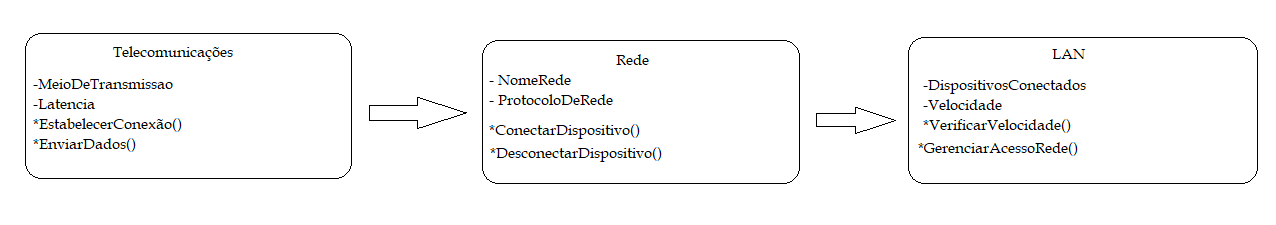 Telecomunicações
-MeioDeTransmissao
-Latencia
*EstabelecerConexão()
*EnviarDados()
Rede
- NomeRede
- ProtocoloDeRede
*ConectarDispositivo()
*DesconectarDispositivo()
LAN
-DispositivosConectados
-Velocidade
*VerificarVelocidade()
*GerenciarAcessoRede()